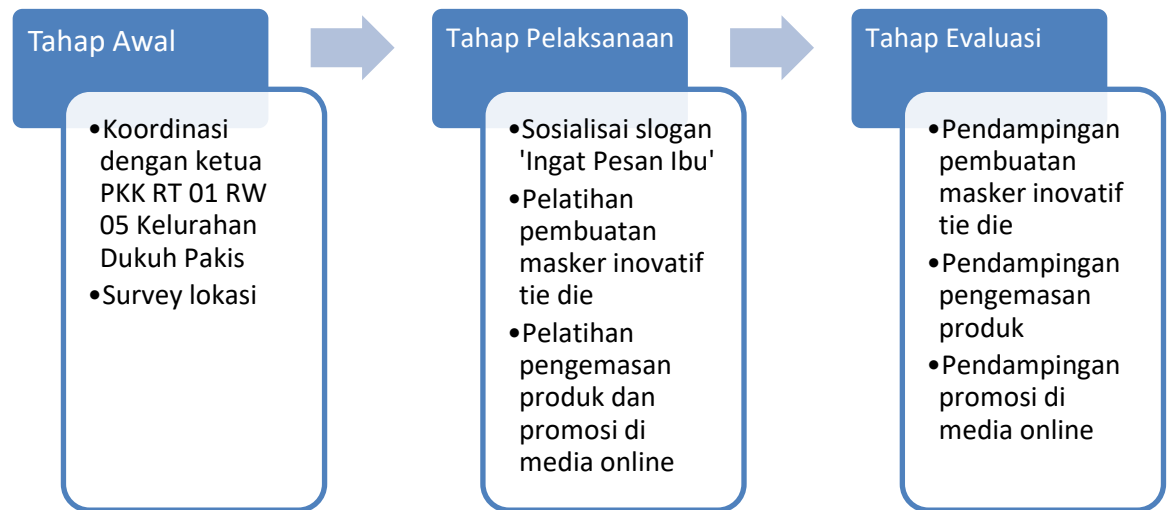 Tahap Awal
•Koordinasi
dengan ketua
PKK RT 01 RW
05 Kelurahan
Dukuh Pakis
•Survey lokasi
Tahap Pelaksanaan
•Sosialisai slogan
'Ingat Pesan Ibu'
•Pelatihan
pembuatan
masker inovatif
tie die
•Pelatihan
pengemasan
produk dan
promosi di
media online
Tahap Evaluasi
•Pendampingan
pembuatan
masker inovatif
tie die
•Pendampingan
pengemasan
produk
•Pendampingan
promosi di
media online